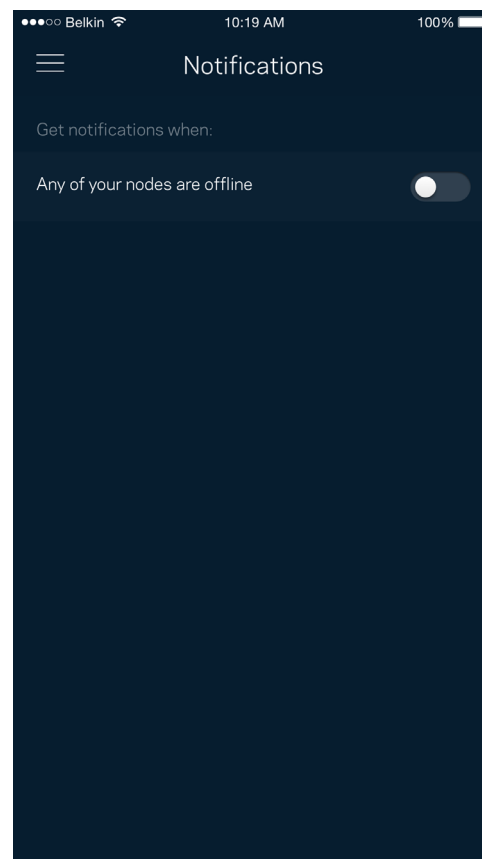 Belkin 10:19 AM 100%
Notifications
Get notifications when:
Any of your nodes are offline